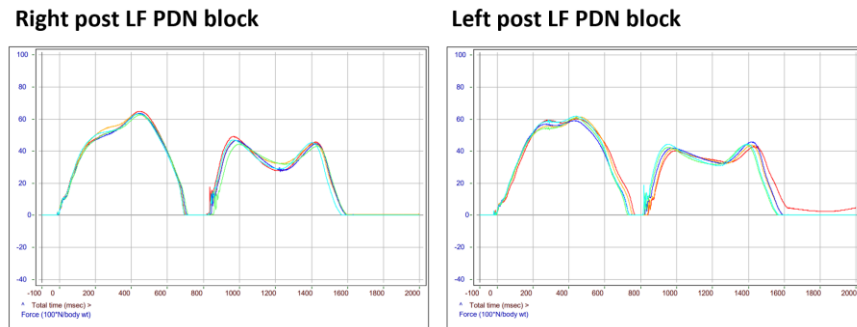 Right post LF PDN block
100
80
60
40
20
0
-20
-40
-100 0 200 400 600 800 1000 1200 1400 1600 1800 2000
^ Total time (msec) >
Force (100*N/body wt)
Left post LF PDN block
100
80
60
40
20
0
-20
-40
-100 0 200 400 600 800 1000 1200 1400 1600 1800 2000
^ Total time (msec) >
Force (100*N/body wt)